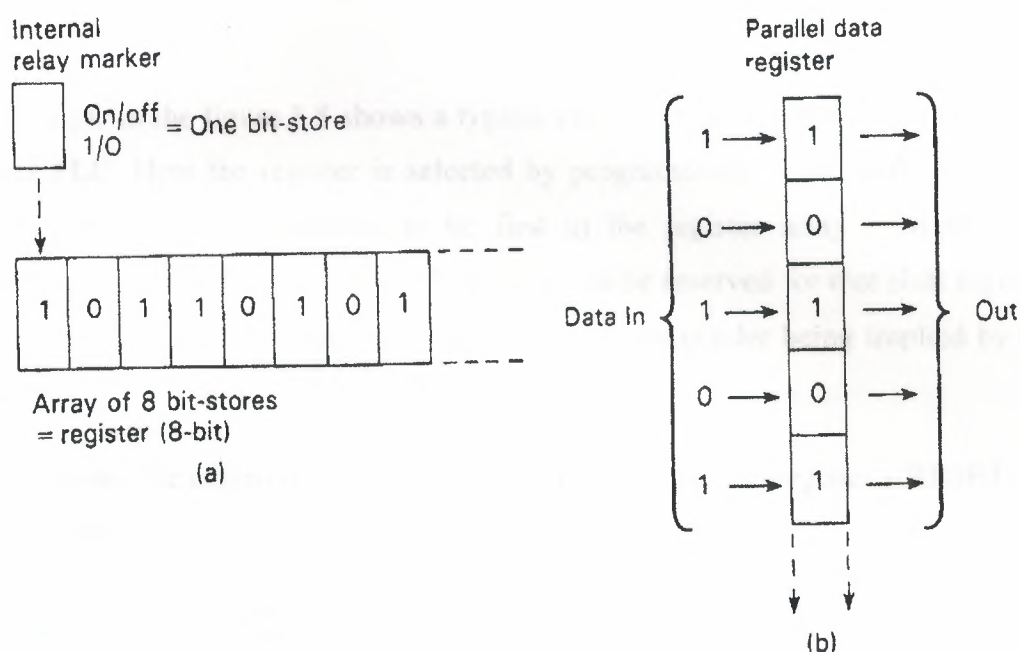 Internal
relay marker
On/off
1/0
= One bit-store
1 0 1 1 0 1 0 1
Array of 8 bit-stores
= register (8-bit)
(a)
Parallel data
register
1 1
0 0
Data in 1 1 Out
0 0
1 1
(b)